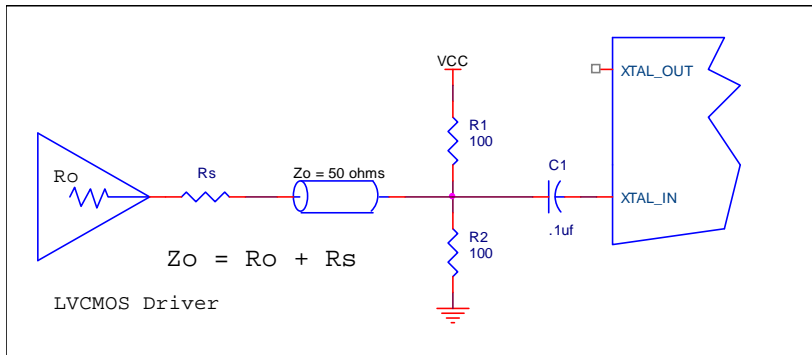 VCC
XTAL_OUT
R1
100
Ro
Rs
Zo = 50 ohms
C1
XTAL_IN
.1uf
R2
100
Zo = Ro + Rs
LVCMOS Driver